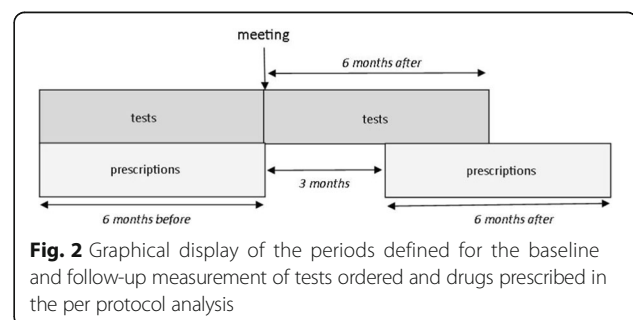 meeting
6 months after
tests tests
prescriptions prescriptions
3 months
6 months before 6 months after
Fig. 2 Graphical display of the periods defined for the baseline
and follow-up measurement of tests ordered and drugs prescribed in
the per protocol analysis